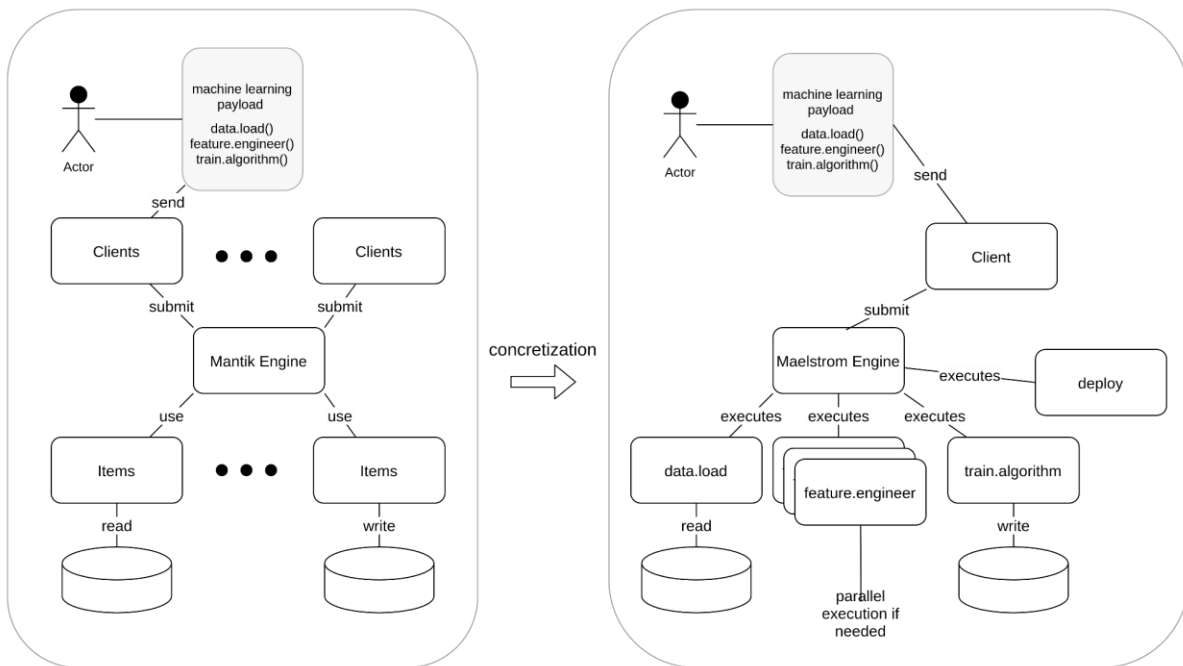 machine learning
payload
data.load()
feature.engineer()
train.algorithm()
Actor
send
Clients
Clients
submit
submit
Mantik Engine
use
use
Items
Items
read
write
concretization
machine learning
payload
data.load()
feature.engineer()
train.algorithm()
Actor
send
Client
submit
Maelstrom Engine
executes
deploy
executes
executes
executes
data.load
feature.engineer
train.algorithm
read
write
parallel
execution if
needed